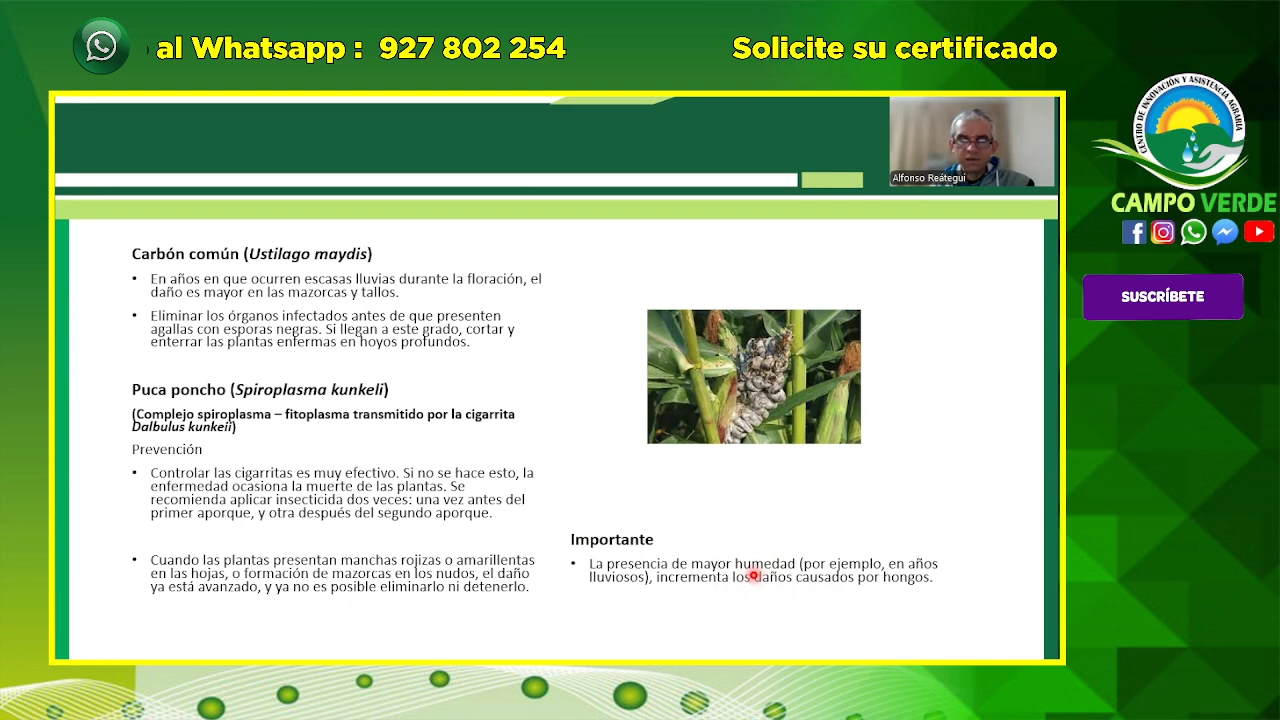 al Whatsapp :  927 802 254
Solicite su certificado
CENTRO DE INNOVACIÓN Y ASISTENCIA AGRARIA
CAMPO VERDE
SUSCRÍBETE
Alfonso Reátegui
Carbón común (Ustilago maydis)
• En años en que ocurren escasas lluvias durante la floración, el
daño es mayor en las mazorcas y tallos.
• Eliminar los órganos infectados antes de que presenten
agallas con esporas negras. Si llegan a este grado, cortar y
enterrar las plantas enfermas en hoyos profundos.
Puca poncho (Spiroplasma kunkeli)
(Complejo spiroplasma – fitoplasma transmitido por la cigarrita
Dalbulus kunkeii)
Prevención
• Controlar las cigarritas es muy efectivo. Si no se hace esto, la
enfermedad ocasiona la muerte de las plantas. Se
recomienda aplicar insecticida dos veces: una vez antes del
primer aporque, y otra después del segundo aporque.
• Cuando las plantas presentan manchas rojizas o amarillentas
en las hojas, o formación de mazorcas en los nudos, el daño
ya está avanzado, y ya no es posible eliminarlo ni detenerlo.
Importante
• La presencia de mayor humedad (por ejemplo, en años
lluviosos), incrementa los daños causados por hongos.